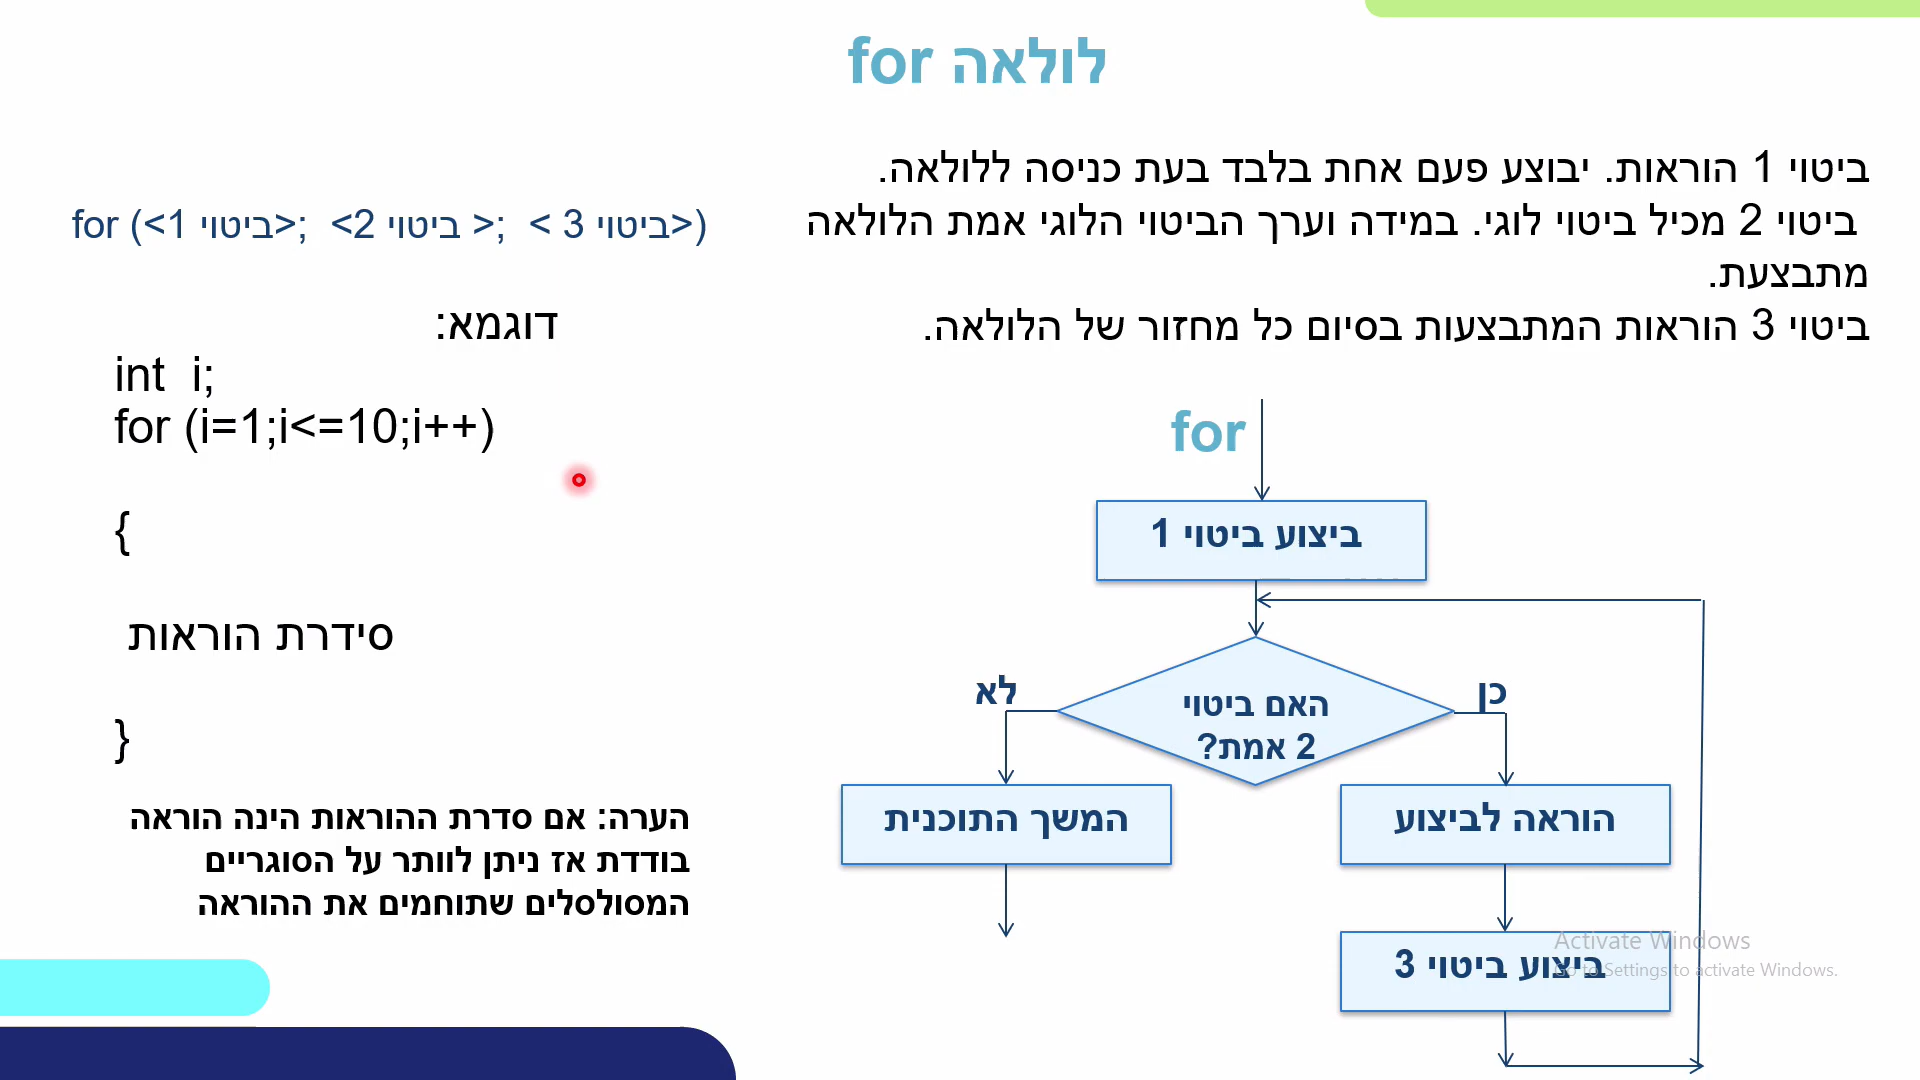 לולאה for
ביטוי 1 הוראות. יבוצע פעם אחת בלבד בעת כניסה ללולאה.
ביטוי 2 מכיל ביטוי לוגי. במידה וערך הביטוי הלוגי אמת הלולאה
מתבצעת.
ביטוי 3 הוראות המתבצעות בסיום כל מחזור של הלולאה.
for (<ביטוי 1>; < ביטוי 2>; <ביטוי 3 >)
דוגמא:
int i;
for (i=1;i<=10;i++)
{
סידרת הוראות
}
הערה: אם סדרת ההוראות הינה הוראה
בודדת אז ניתן לוותר על הסוגריים
המסולסלים שתוחמים את ההוראה
for
ביצוע ביטוי 1
האם ביטוי
2 אמת?
כן
לא
הוראה לביצוע
המשך התוכנית
ביצוע ביטוי 3
Activate Windows
Go to Settings to activate Windows.